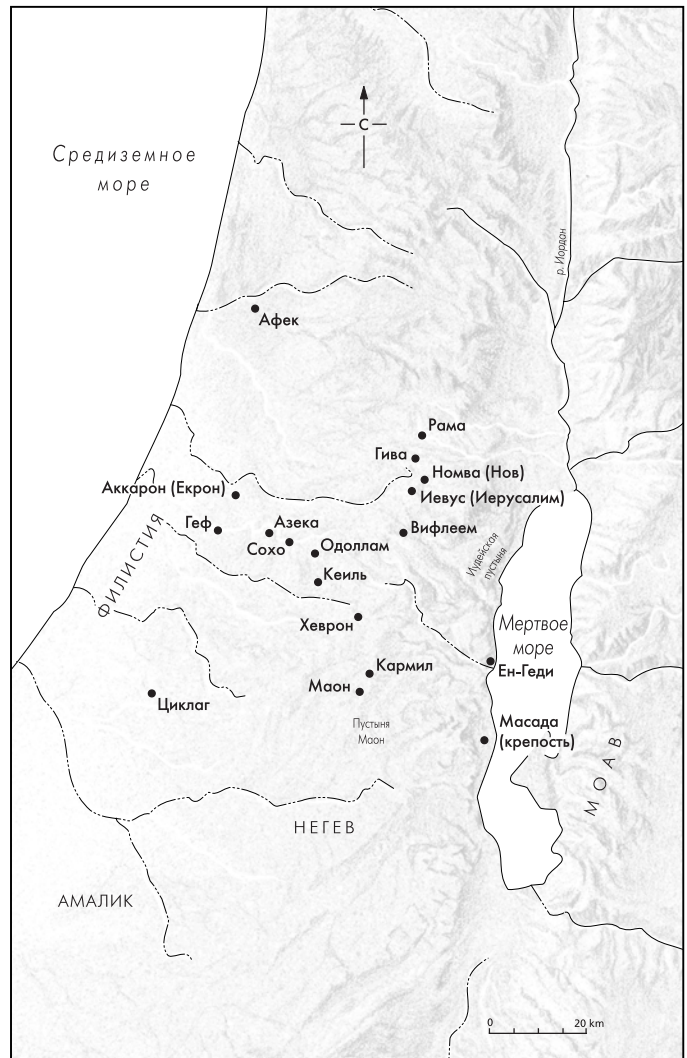 С
Средиземное
море
р. Иордан
Афек
Рама
Гива
Номва (Нов)
Аккарон (Екрон)
Иевус (Иерусалим)
Геф
Азека
Вифлеем
Сохо
Одоллам
ФИЛИСТИЯ
Иудейская
пустыня
Кеиль
Хеврон
Мертвое
море
Кармил
Ен-Геди
Маон
Циклаг
Пустыня
Маон
Масада
(крепость)
МОАВ
НЕГЕВ
АМАЛИК
0 20 km